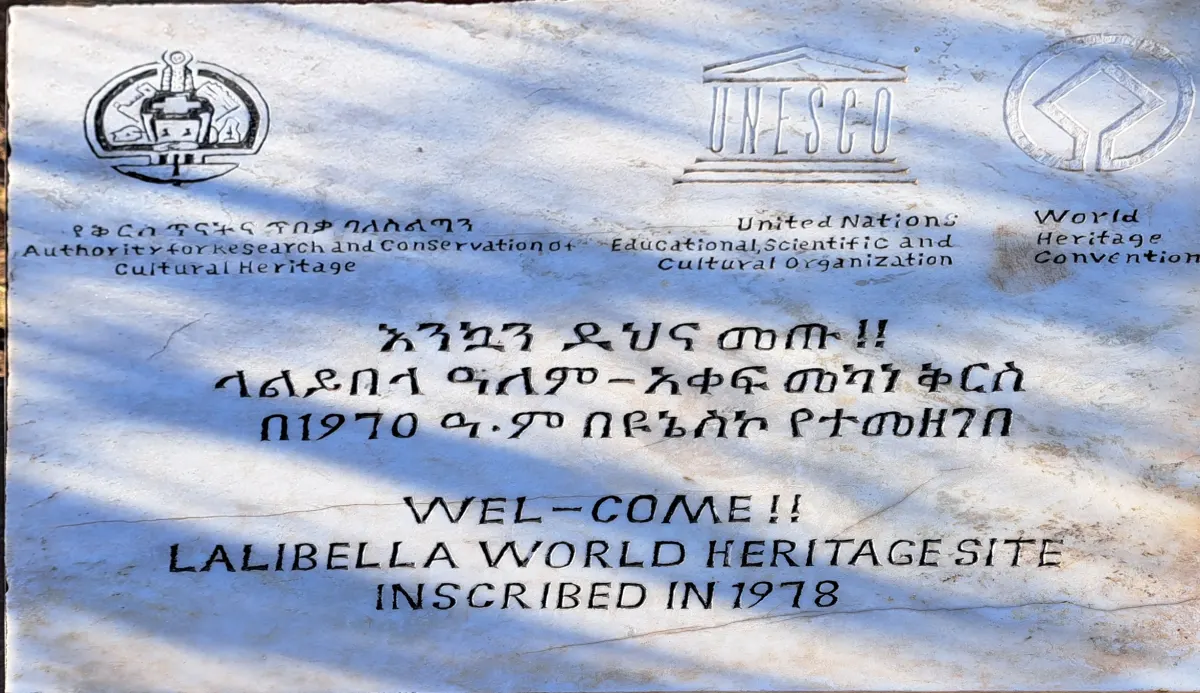 UNESCO
የቅርስ ጥናትና ጥበቃ ባለስልጣን
Authority for Research and Conservation of
Cultural Heritage
United Nations
Educational, Scientific and
Cultural Organization
World
Heritage
Convention
እንኳን ደህና መጡ !!
ላልይበላ ዓለም-አቀፍ መካነ ቅርስ
በ1970 ዓ.ም በዩኔስኮ የተመዘገበ
WEL-COME !!
LALIBELLA WORLD HERITAGE SITE
INSCRIBED IN 1978